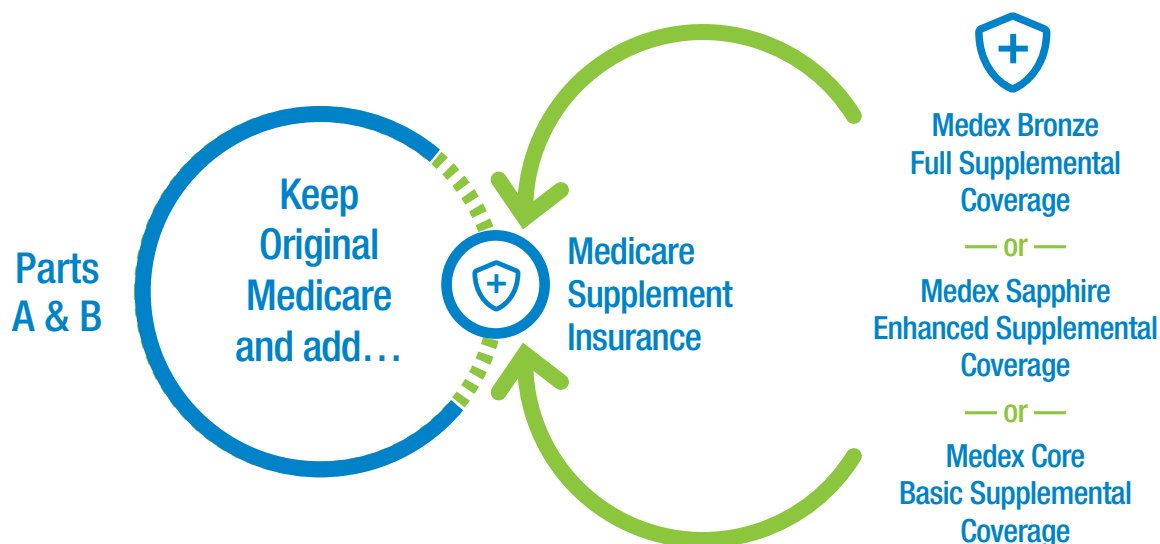 Parts
A & B
Keep
Original
Medicare
and add…
Medicare
Supplement
Insurance
Medex Bronze
Full Supplemental
Coverage
— or —
Medex Sapphire
Enhanced Supplemental
Coverage
— or —
Medex Core
Basic Supplemental
Coverage